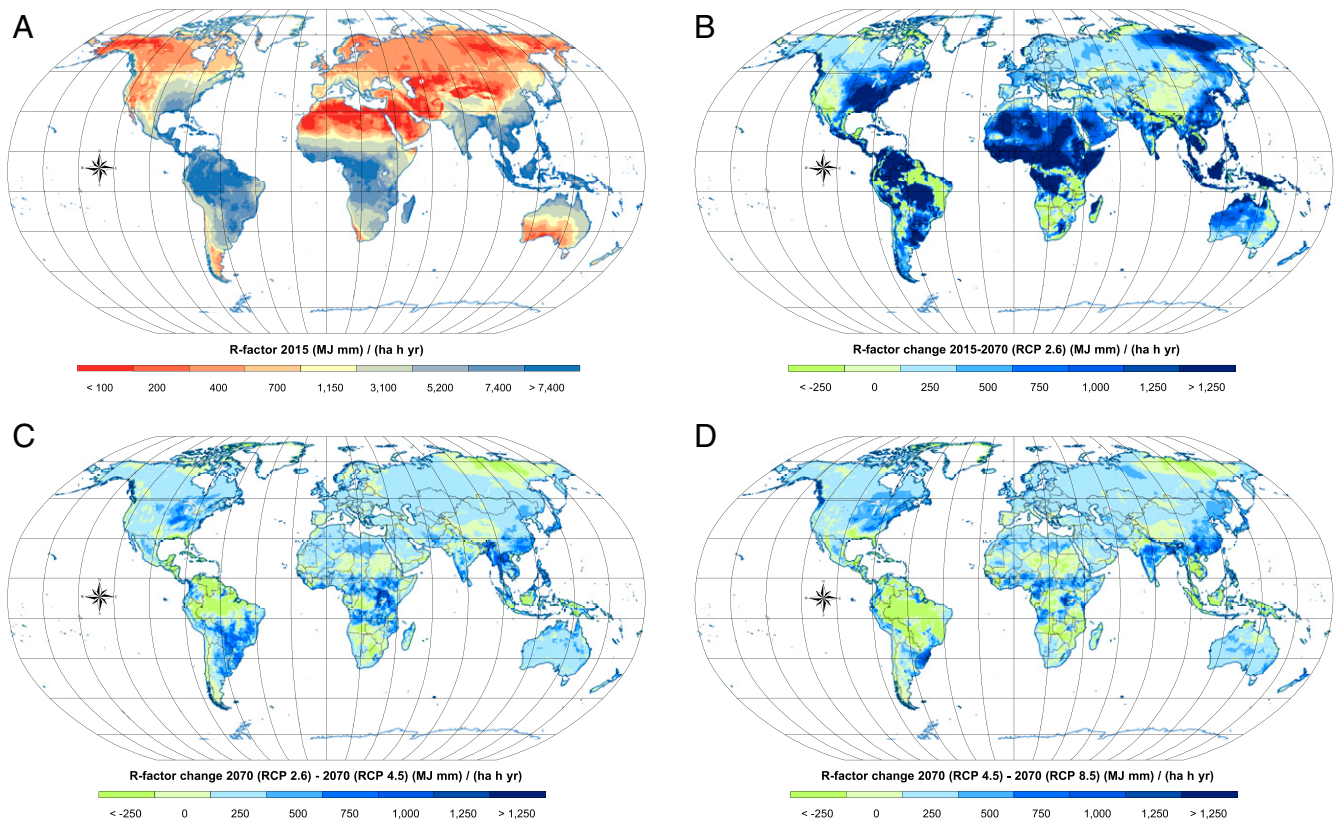 A
B
R-factor 2015 (MJ mm) / (ha h yr)
< 100 200 400 700 1,150 3,100 5,200 7,400 > 7,400
R-factor change 2015-2070 (RCP 2.6) (MJ mm) / (ha h yr)
< -250 0 250 500 750 1,000 1,250 > 1,250
C
D
R-factor change 2070 (RCP 2.6) - 2070 (RCP 4.5) (MJ mm) / (ha h yr)
< -250 0 250 500 750 1,000 1,250 > 1,250
R-factor change 2070 (RCP 4.5) - 2070 (RCP 8.5) (MJ mm) / (ha h yr)
< -250 0 250 500 750 1,000 1,250 > 1,250